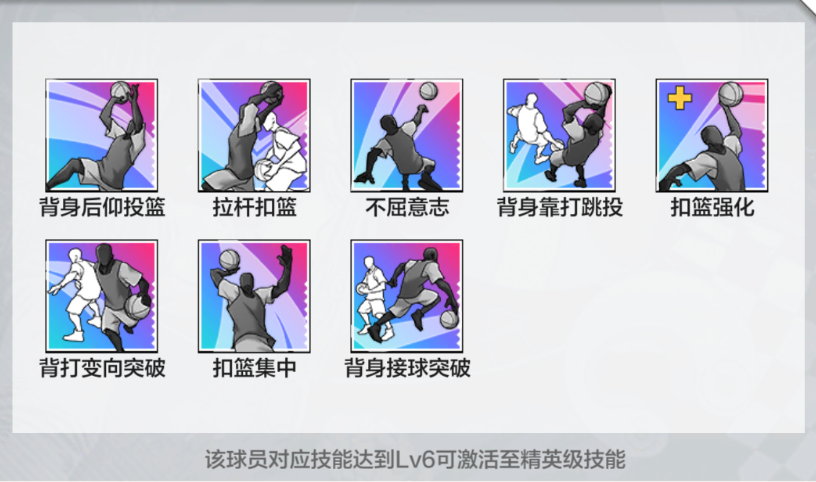 背身后仰投篮
拉杆扣篮
不屈意志
背身靠打跳投
扣篮强化
背打变向突破
扣篮集中
背身接球突破
该球员对应技能达到Lv6可激活至精英级技能